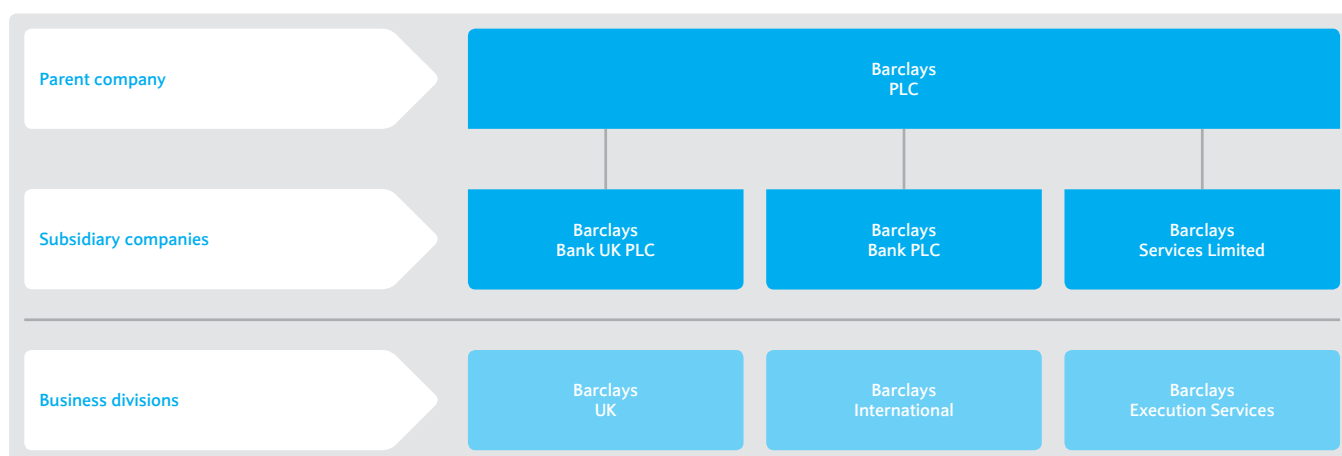 Parent company
Barclays
PLC
Subsidiary companies
Barclays
Bank UK PLC
Barclays
Bank PLC
Barclays
Services Limited
Business divisions
Barclays
UK
Barclays
International
Barclays
Execution Services